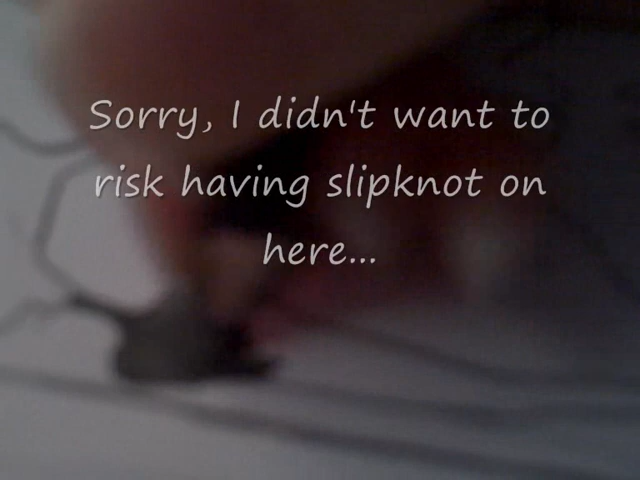 Sorry, I didn't want to
risk having slipknot on
here...